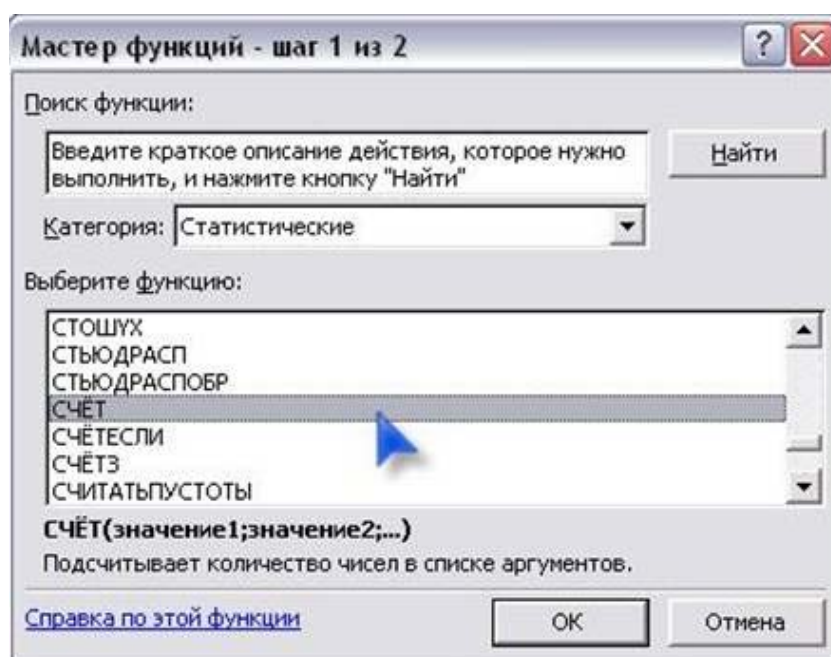 Мастер функций - шаг 1 из 2
Поиск функции:
Введите краткое описание действия, которое нужно
выполнить, и нажмите кнопку "Найти"
Найти
Категория: Статистические
Выберите функцию:
СТОШУХ
СТЬЮДРАСП
СТЬЮДРАСПОБР
СЧЁТ
СЧЁТЕСЛИ
СЧЁТЗ
СЧИТАТЬПУСТОТЫ
СЧЁТ(значение1;значение2;...)
Подсчитывает количество чисел в списке аргументов.
Справка по этой функции
ОК
Отмена